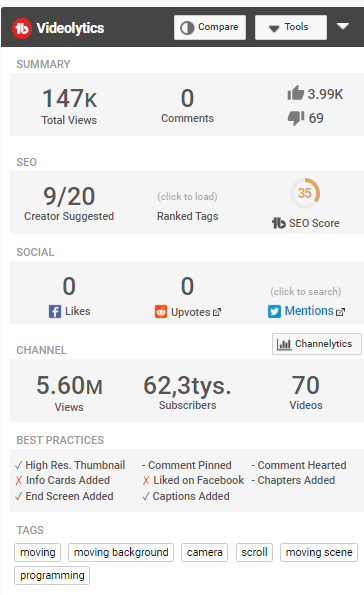 Videolytics Compare Tools
SUMMARY
147K 0 3.99K
Total Views Comments 69
SEO
9/20 (click to load) 35
Creator Suggested Ranked Tags SEO Score
SOCIAL
0 0 (click to search)
Likes Upvotes Mentions
CHANNEL Channelytics
5.60M 62,3tys. 70
Views Subscribers Videos
BEST PRACTICES
✓ High Res. Thumbnail - Comment Pinned - Comment Hearted
✗ Info Cards Added ✗ Liked on Facebook - Chapters Added
✓ End Screen Added ✓ Captions Added
TAGS
moving moving background camera scroll moving scene
programming